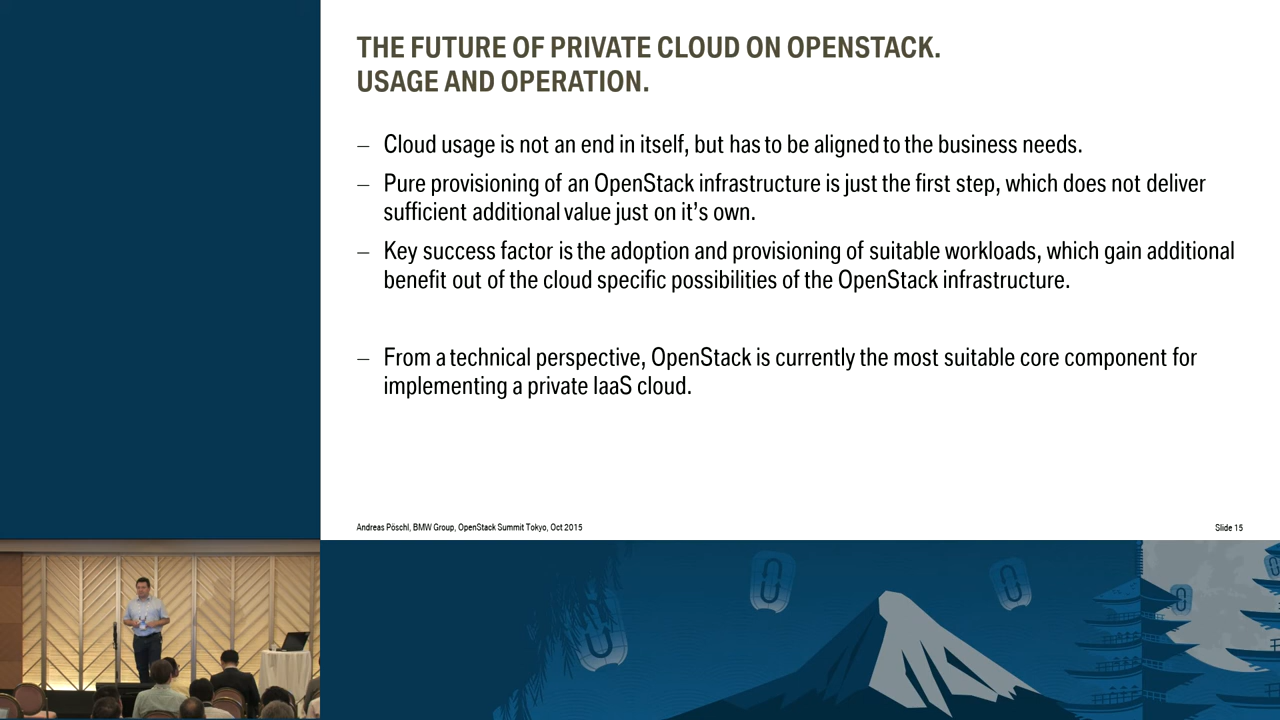 THE FUTURE OF PRIVATE CLOUD ON OPENSTACK.
USAGE AND OPERATION.
– Cloud usage is not an end in itself, but has to be aligned to the business needs.
– Pure provisioning of an OpenStack infrastructure is just the first step, which does not deliver
sufficient additional value just on it’s own.
– Key success factor is the adoption and provisioning of suitable workloads, which gain additional
benefit out of the cloud specific possibilities of the OpenStack infrastructure.
– From a technical perspective, OpenStack is currently the most suitable core component for
implementing a private IaaS cloud.
Andreas Pöschl, BMW Group, OpenStack Summit Tokyo, Oct 2015
Slide 15